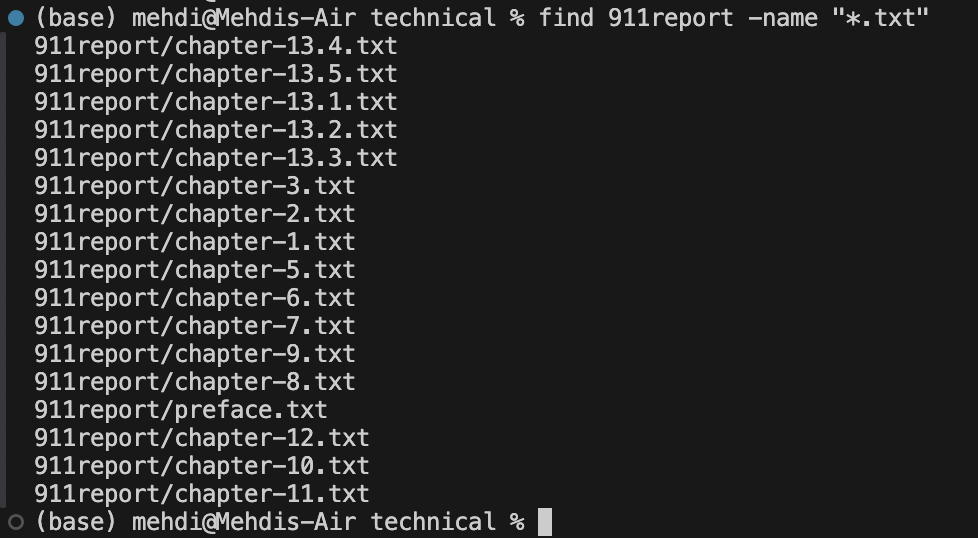 (base) mehdi@Mehdis-Air technical % find 911report -name "*.txt"
911report/chapter-13.4.txt
911report/chapter-13.5.txt
911report/chapter-13.1.txt
911report/chapter-13.2.txt
911report/chapter-13.3.txt
911report/chapter-3.txt
911report/chapter-2.txt
911report/chapter-1.txt
911report/chapter-5.txt
911report/chapter-6.txt
911report/chapter-7.txt
911report/chapter-9.txt
911report/chapter-8.txt
911report/preface.txt
911report/chapter-12.txt
911report/chapter-10.txt
911report/chapter-11.txt
(base) mehdi@Mehdis-Air technical %